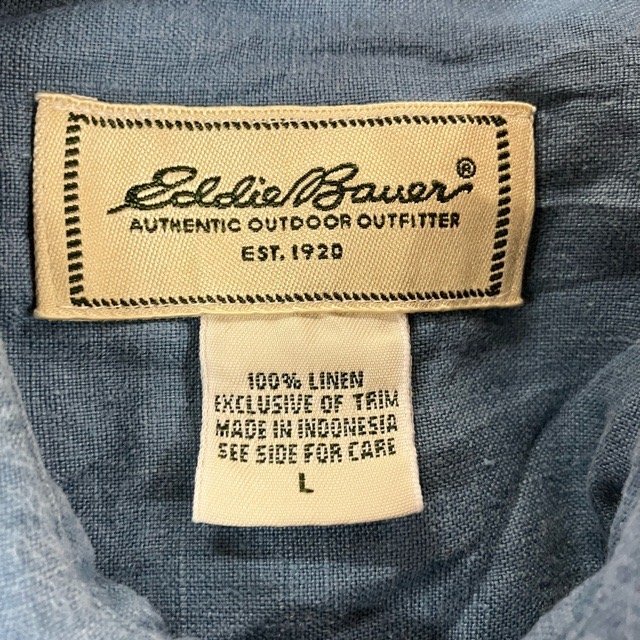 Eddie Bauer®
AUTHENTIC OUTDOOR OUTFITTER
EST. 1920
100% LINEN
EXCLUSIVE OF TRIM
MADE IN INDONESIA
SEE SIDE FOR CARE
L